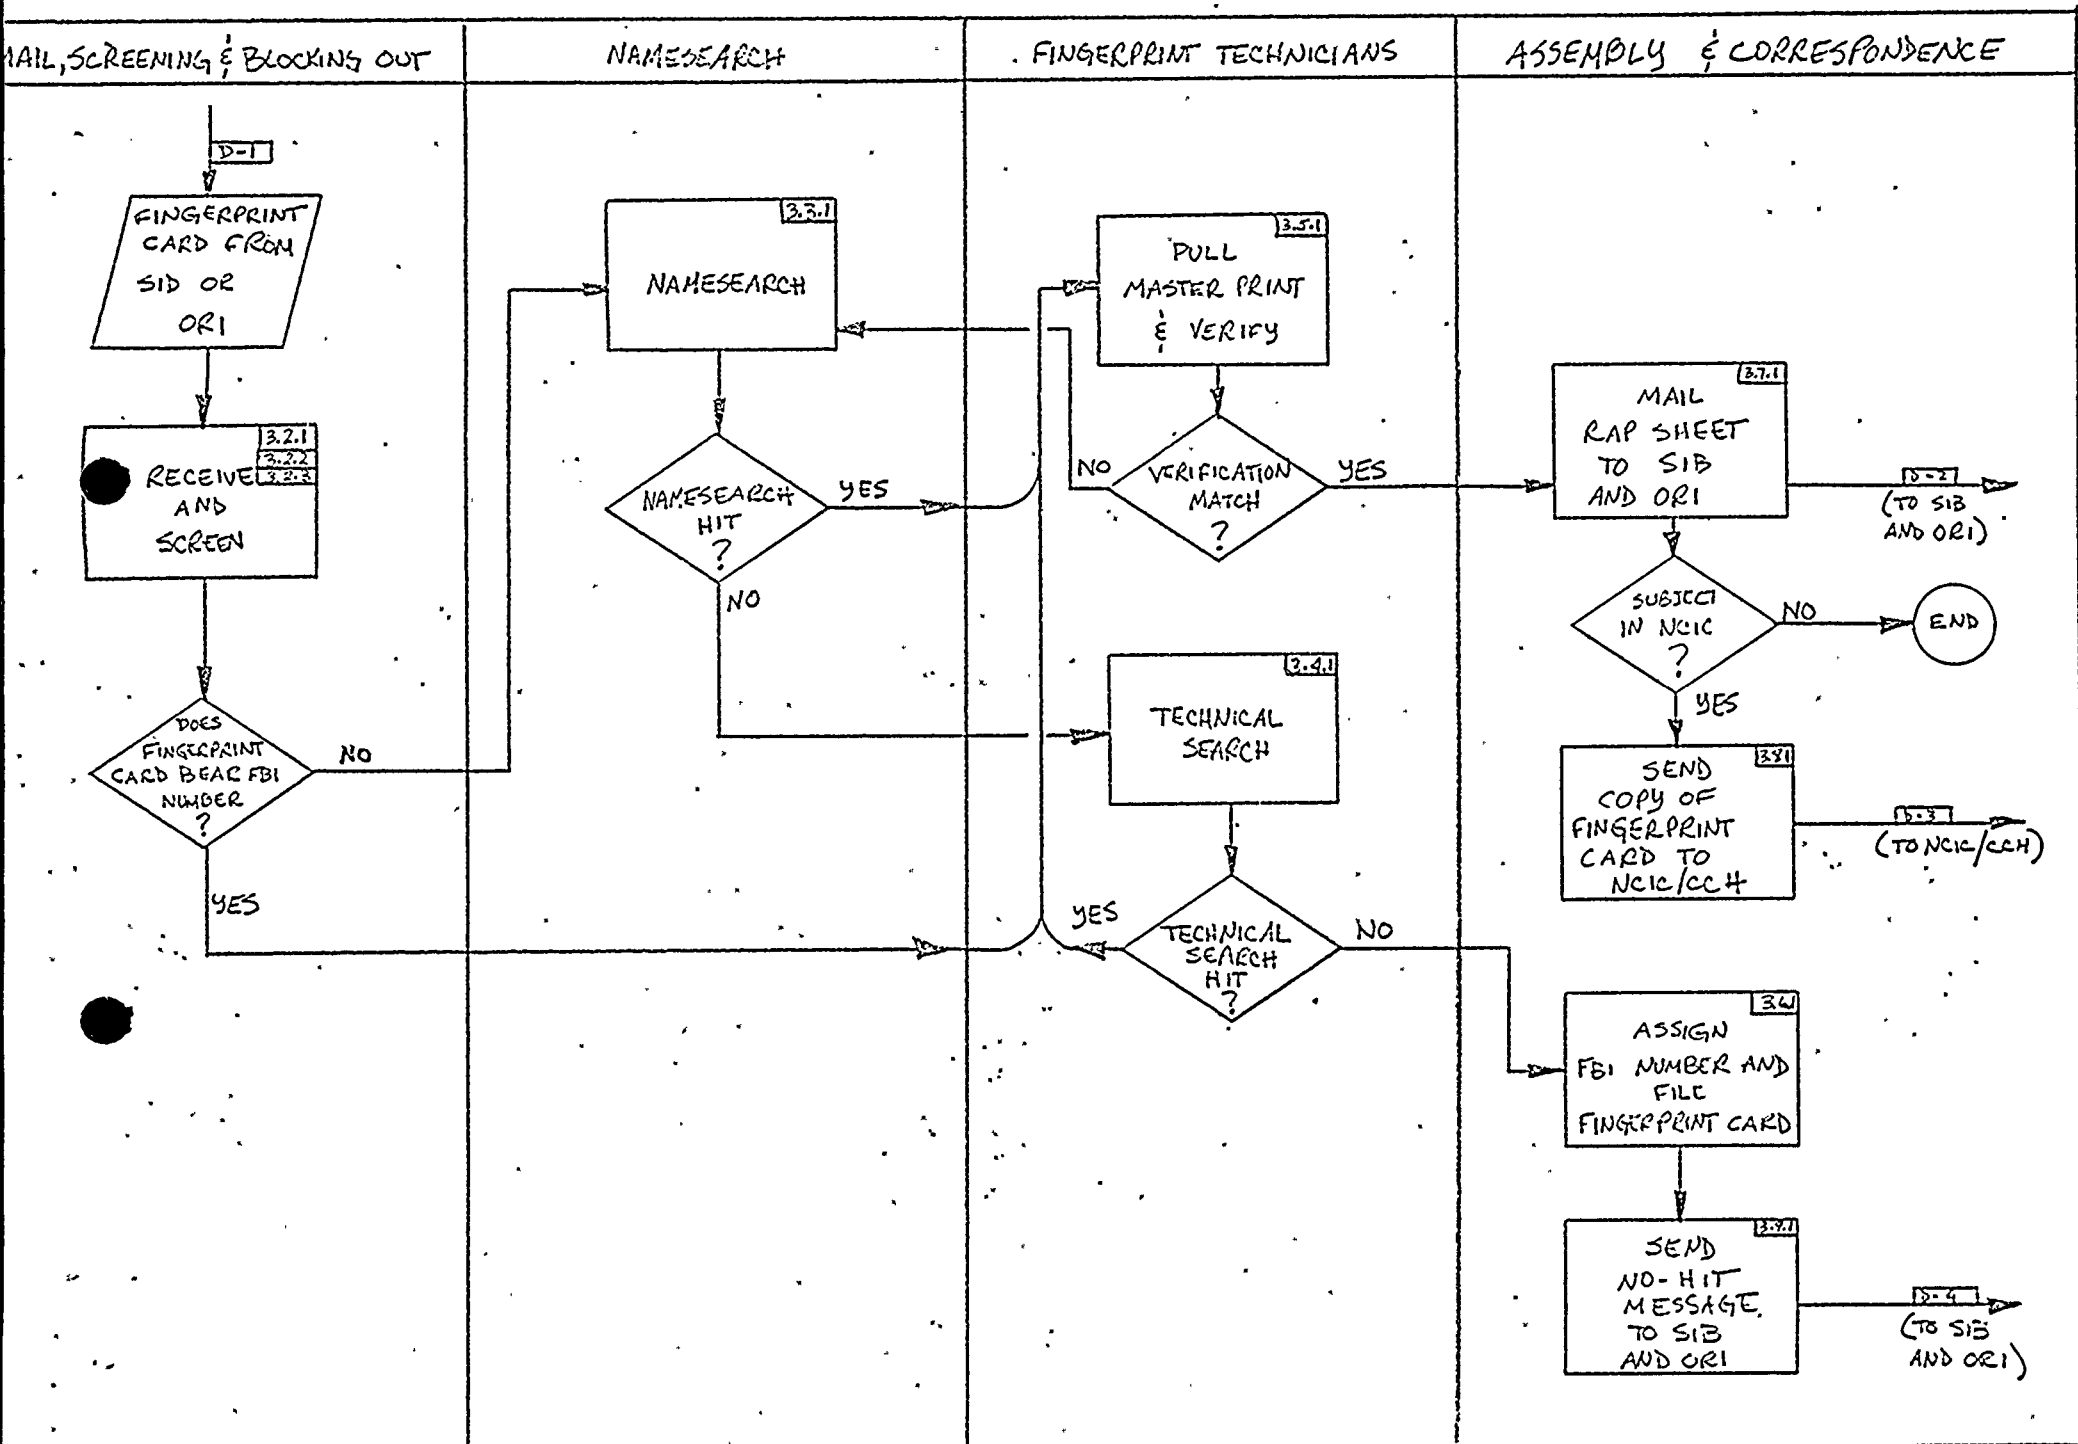 MAIL, SCREENING & BLOCKING OUT
NAMESEARCH
FINGERPRINT TECHNICIANS
ASSEMBLY & CORRESPONDENCE
D-1
FINGERPRINT
CARD FROM
SID OR
ORI
3.2.1
3.2.2
3.2.3
RECEIVE
AND
SCREEN
DOES
FINGERPRINT
CARD BEAR FBI
NUMBER
?
NO
YES
3.3.1
NAMESEARCH
NAMESEARCH
HIT
?
YES
NO
3.5.1
PULL
MASTER PRINT
& VERIFY
NO
VERIFICATION
MATCH
?
YES
3.4.1
TECHNICAL
SEARCH
YES
TECHNICAL
SEARCH
HIT
?
NO
3.7.1
MAIL
RAP SHEET
TO SIB
AND ORI
D-2
(TO SIB
AND ORI)
SUBJECT
IN NCIC
?
NO
END
YES
3.8.1
SEND
COPY OF
FINGERPRINT
CARD TO
NCIC/CCH
D-3
(TO NCIC/CCH)
ASSIGN
FBI NUMBER AND
FILE
FINGERPRINT CARD
3.9.1
SEND
NO-HIT
MESSAGE
TO SIB
AND ORI
D-4
(TO SIB
AND ORI)